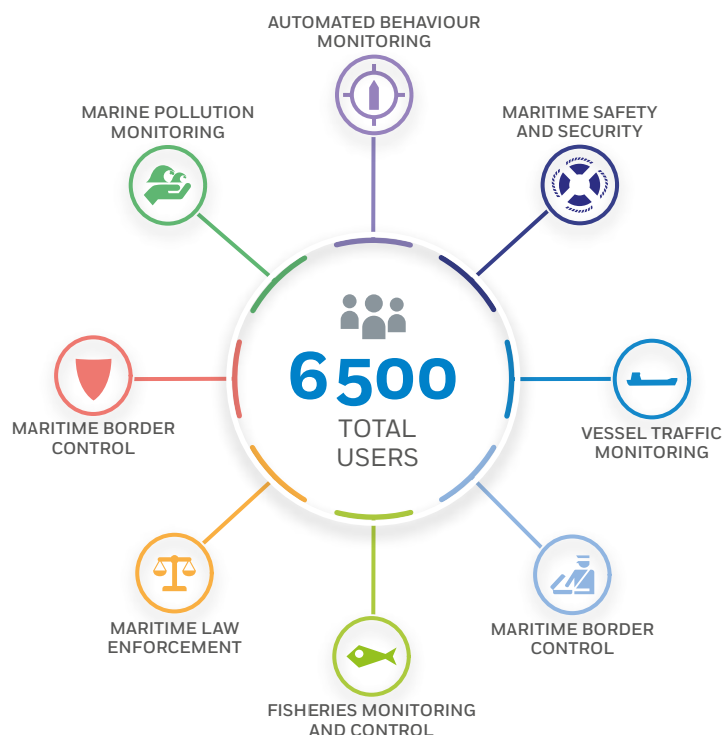 AUTOMATED BEHAVIOUR
MONITORING
MARINE POLLUTION
MONITORING
MARITIME SAFETY
AND SECURITY
6500
TOTAL
USERS
MARITIME BORDER
CONTROL
VESSEL TRAFFIC
MONITORING
MARITIME LAW
ENFORCEMENT
MARITIME BORDER
CONTROL
FISHERIES MONITORING
AND CONTROL